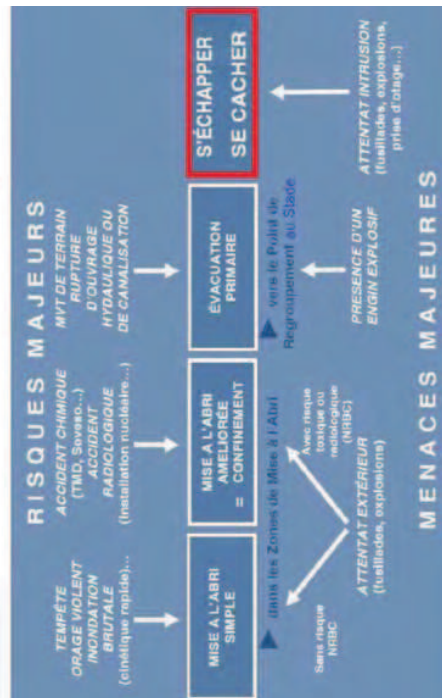 RISQUES MAJEURS
TEMPÊTE
ORAGE VIOLENT
INONDATION
BRUTALE
(cinétique rapide)...
ACCIDENT CHIMIQUE
(TMD, Seveso...)
ACCIDENT
RADIOLOGIQUE
(Installation nucléaire...)
MVT DE TERRAIN
RUPTURE
D'OUVRAGE
HYDAULIQUE OU
DE CANALISATION
MISE A L'ABRI
SIMPLE
MISE A L'ABRI
AMELIORÉE
= CONFINEMENT
ÉVACUATION
PRIMAIRE
S'ÉCHAPPER
SE CACHER
dans les Zones de Mise à l'Abri
vers le Point de
Regroupement au Stade
Sans risque
NRBC
Avec risque
toxique ou
radiologique
(NRBC)
ATTENTAT EXTÉRIEUR
(fusillades, explosions)
PRESENCE D'UN
ENGIN EXPLOSIF
ATTENTAT INTRUSION
(fusillades, explosions,
prise d'otage...)
MENACES MAJEURES